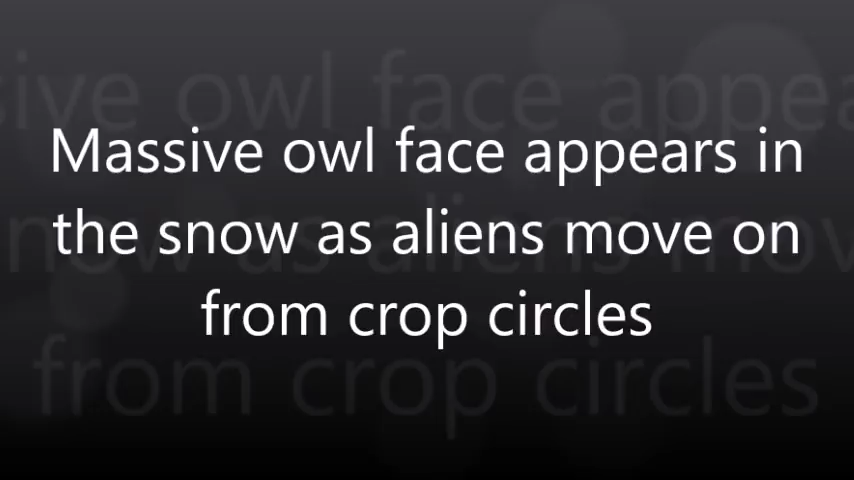 Massive owl face appears in
the snow as aliens move on
from crop circles